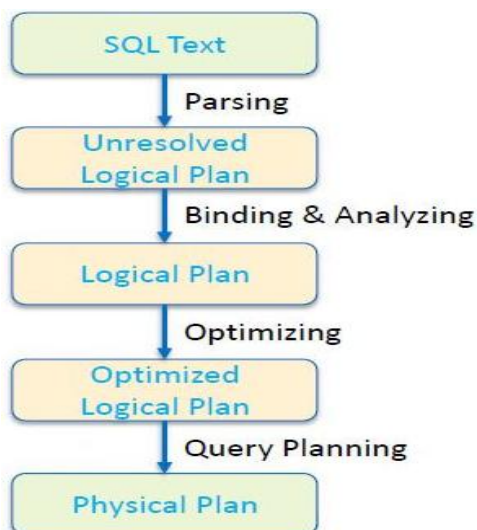 SQL Text
Parsing
Unresolved
Logical Plan
Binding & Analyzing
Logical Plan
Optimizing
Optimized
Logical Plan
Query Planning
Physical Plan